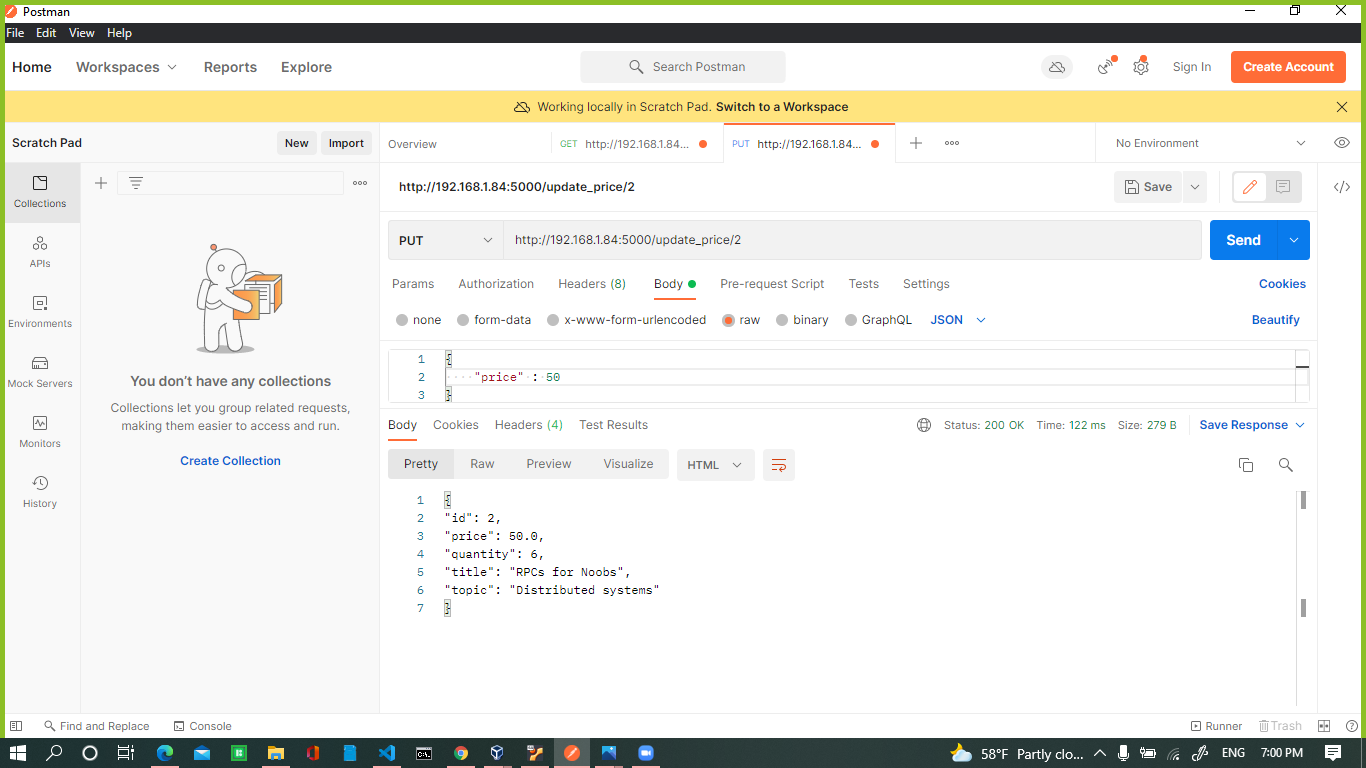 Postman
File Edit View Help
Home Workspaces Reports Explore Search Postman Sign In Create Account
Working locally in Scratch Pad. Switch to a Workspace
Scratch Pad New Import Overview GET http://192.168.1.84... PUT http://192.168.1.84... No Environment
Collections
APIs
Environments
Mock Servers
Monitors
History
You don't have any collections
Collections let you group related requests,
making them easier to access and run.
Create Collection
http://192.168.1.84:5000/update_price/2 Save
PUT http://192.168.1.84:5000/update_price/2 Send
Params Authorization Headers (8) Body Pre-request Script Tests Settings Cookies
none form-data x-www-form-urlencoded raw binary GraphQL JSON Beautify
1 {
2 ····"price"·:·50
3 }
Body Cookies Headers (4) Test Results Status: 200 OK Time: 122 ms Size: 279 B Save Response
Pretty Raw Preview Visualize HTML
1 {
2 "id": 2,
3 "price": 50.0,
4 "quantity": 6,
5 "title": "RPCs for Noobs",
6 "topic": "Distributed systems"
7 }
Find and Replace Console Runner Trash
58°F Partly clo... ENG 7:00 PM